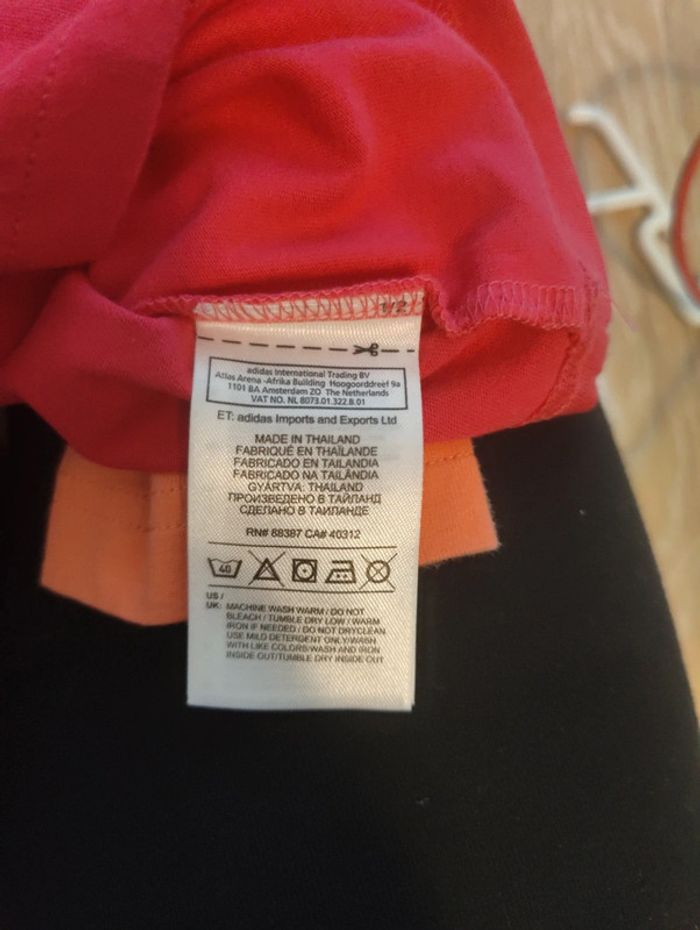 1/2
adidas International Trading BV
Atlas Arena -Afrika Building Hoogoorddreef 9a
1101 BA Amsterdam ZO The Netherlands
VAT NO. NL 8073.01.322.B.01
ET: adidas Imports and Exports Ltd
MADE IN THAILAND
FABRIQUÉ EN THAÏLANDE
FABRICADO EN TAILANDIA
FABRICADO NA TAILÂNDIA
GYÁRTVA: THAILAND
ПРОИЗВЕДЕНО В ТАЙЛАНД
СДЕЛАНО В ТАИЛАНДЕ
RN# 88387 CA# 40312
40
US /
UK: MACHINE WASH WARM / DO NOT
BLEACH / TUMBLE DRY LOW / WARM
IRON IF NEEDED / DO NOT DRYCLEAN
USE MILD DETERGENT ONLY/WASH
WITH LIKE COLORS/WASH AND IRON
INSIDE OUT/TUMBLE DRY INSIDE OUT